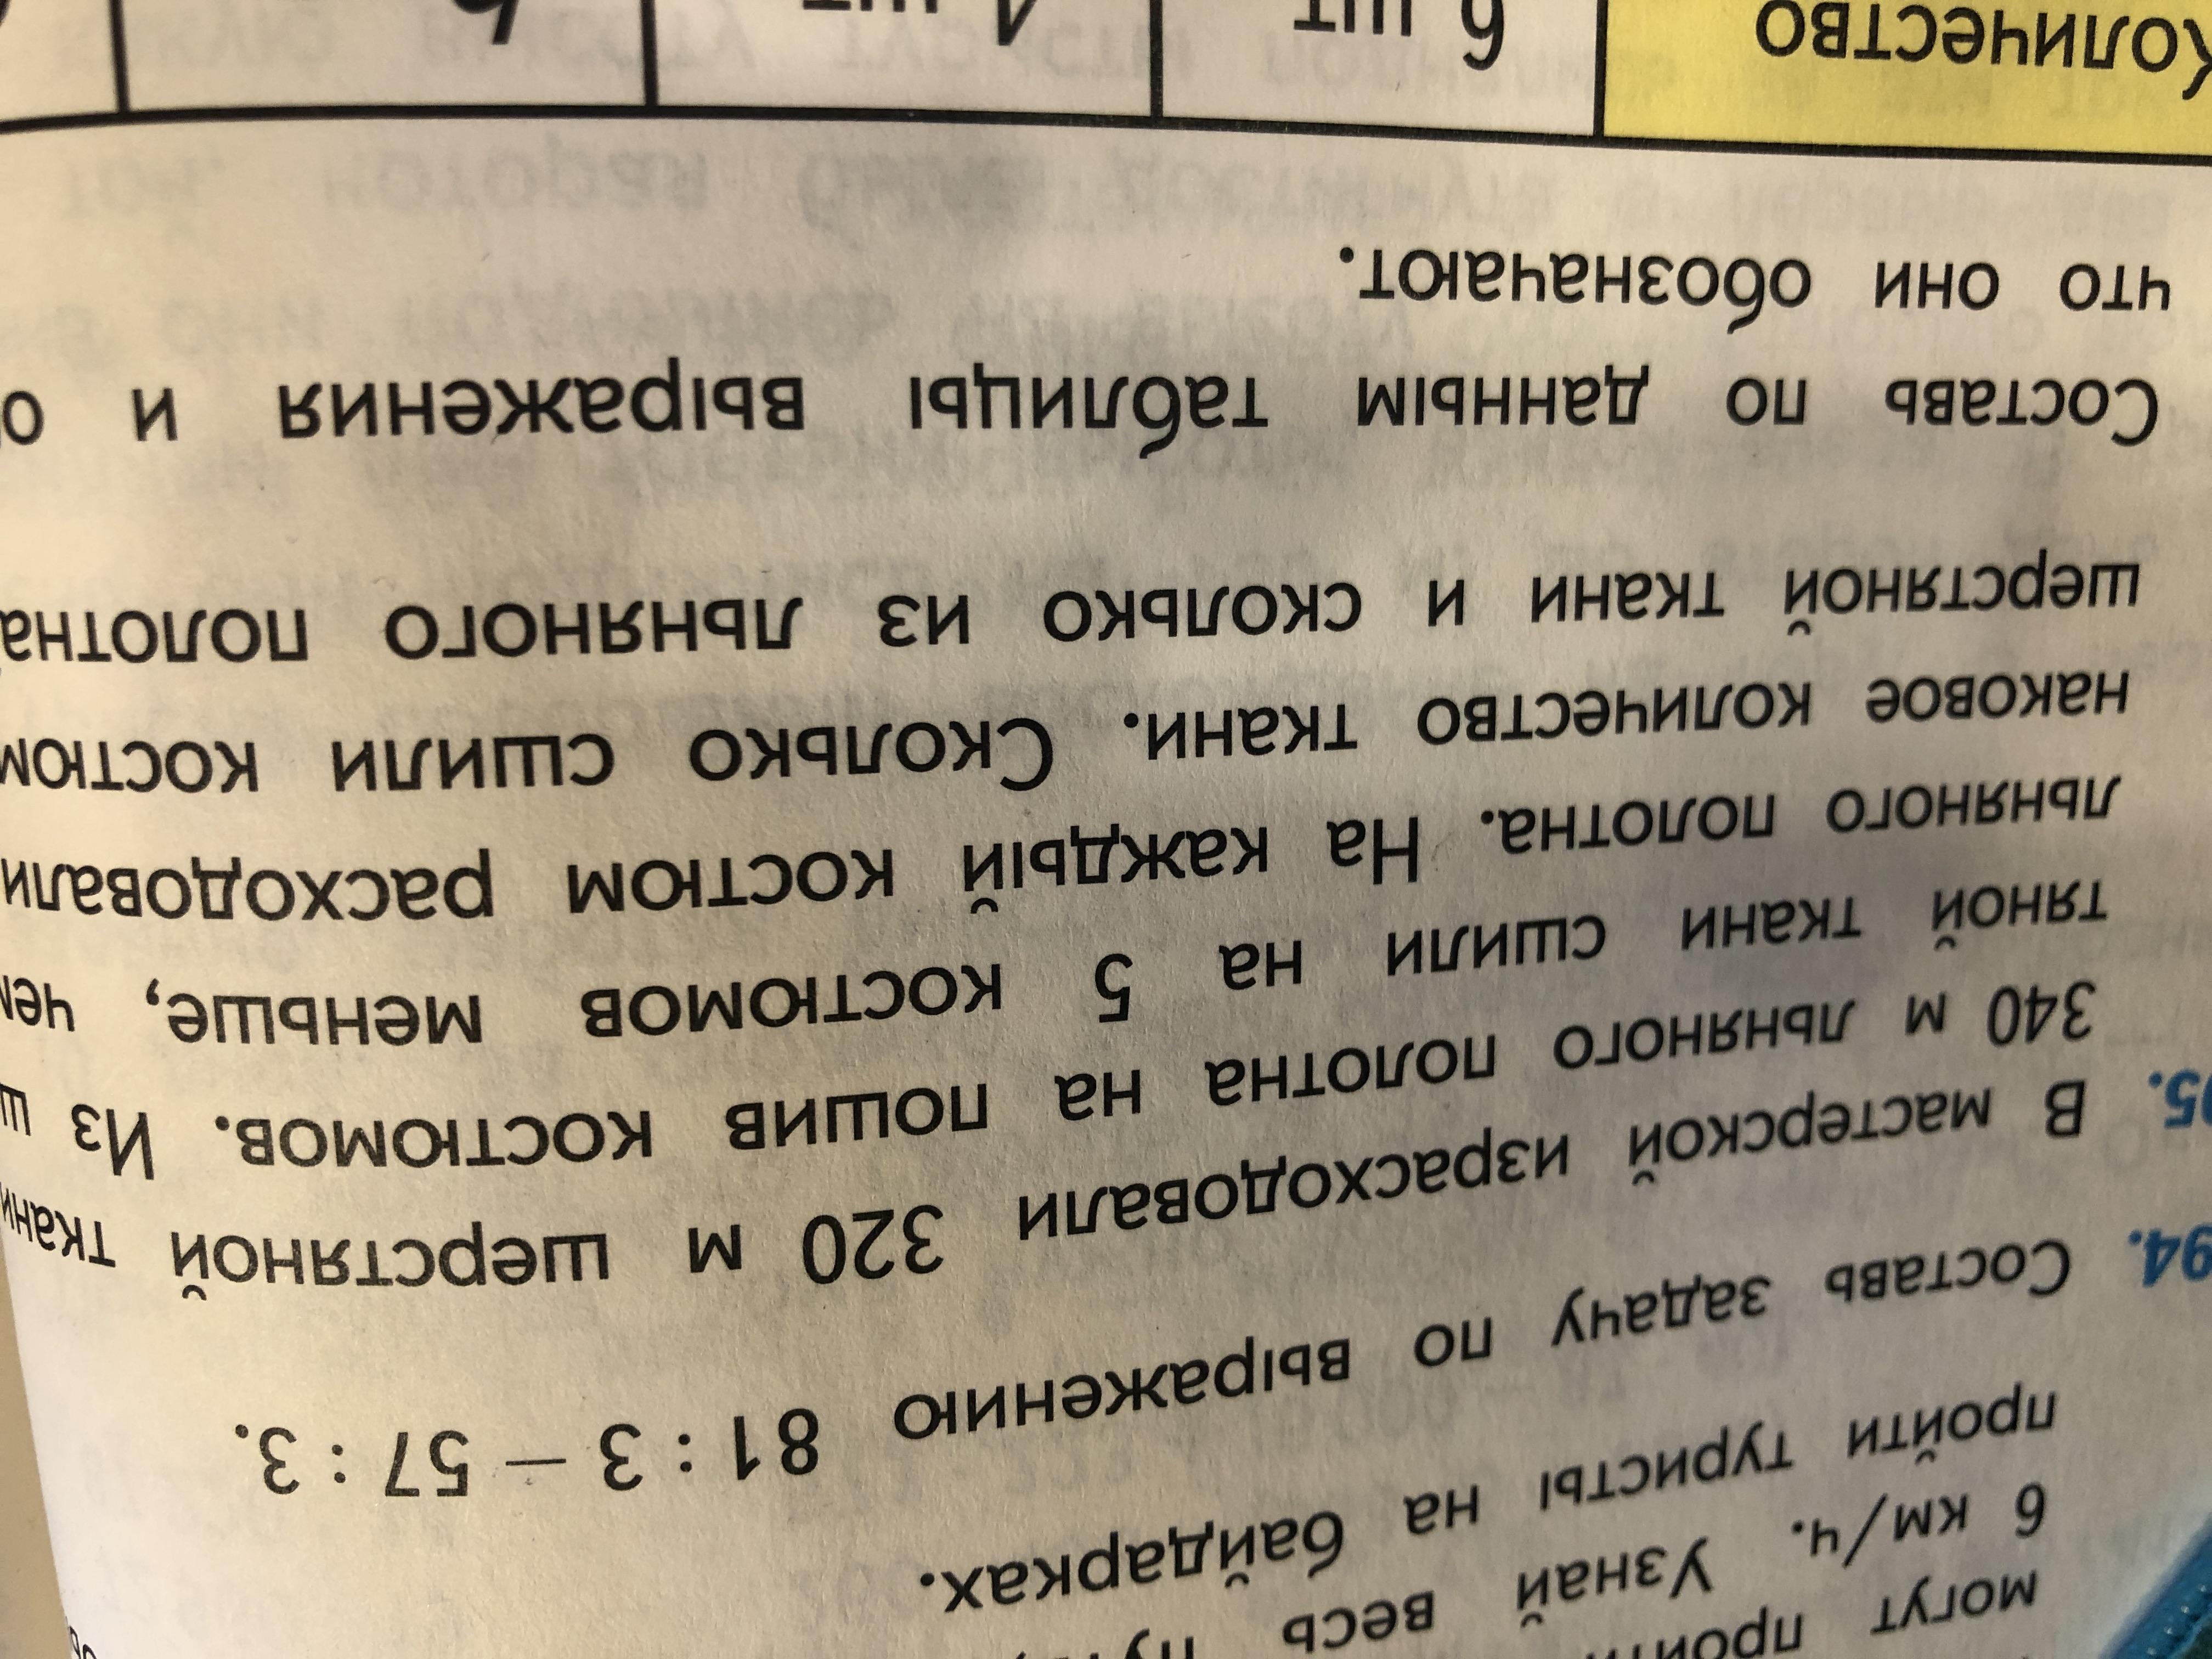 могут пройти
6 км/ч. Узнай весь
пройти туристы на байдарках.
94. Составь задачу по выражению 81 : 3 – 57 : 3.
95. В мастерской израсходовали 320 м шерстяной ткани
340 м льняного полотна на пошив костюмов. Из ш
тяной ткани сшили на 5 костюмов меньше, чем
льняного полотна. На каждый костюм расходовали
наковое количество ткани. Сколько сшили костюм
шерстяной ткани и сколько из льняного полотна
Составь по данным таблицы выражения и о
что они обозначают.
Количество 6 шт